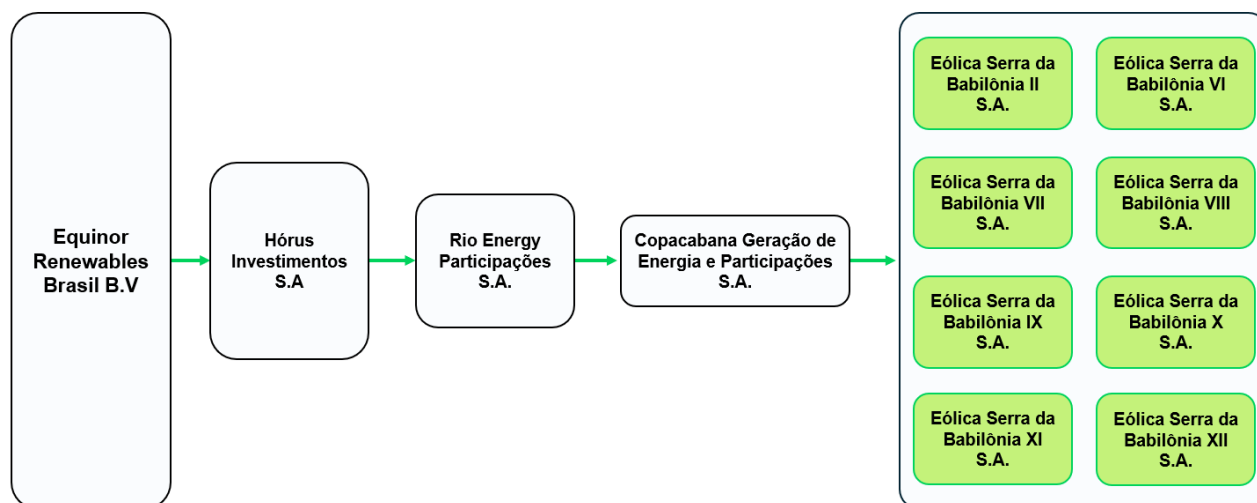 Equinor
Renewables
Brasil B.V
Hórus
Investimentos
S.A
Rio Energy
Participações
S.A.
Copacabana Geração de
Energia e Participações
S.A.
Eólica Serra da
Babilônia II
S.A.
Eólica Serra da
Babilônia VI
S.A.
Eólica Serra da
Babilônia VII
S.A.
Eólica Serra da
Babilônia VIII
S.A.
Eólica Serra da
Babilônia IX
S.A.
Eólica Serra da
Babilônia X
S.A.
Eólica Serra da
Babilônia XI
S.A.
Eólica Serra da
Babilônia XII
S.A.